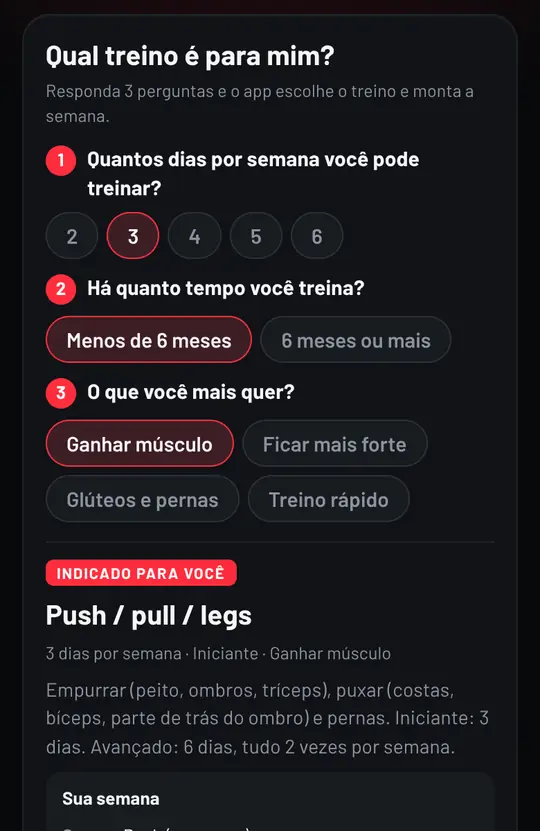 Qual treino é para mim?
Responda 3 perguntas e o app escolhe o treino e monta a
semana.
1 Quantos dias por semana você pode
treinar?
2 3 4 5 6
2 Há quanto tempo você treina?
Menos de 6 meses 6 meses ou mais
3 O que você mais quer?
Ganhar músculo Ficar mais forte
Glúteos e pernas Treino rápido
INDICADO PARA VOCÊ
Push / pull / legs
3 dias por semana · Iniciante · Ganhar músculo
Empurrar (peito, ombros, tríceps), puxar (costas,
bíceps, parte de trás do ombro) e pernas. Iniciante: 3
dias. Avançado: 6 dias, tudo 2 vezes por semana.
Sua semana